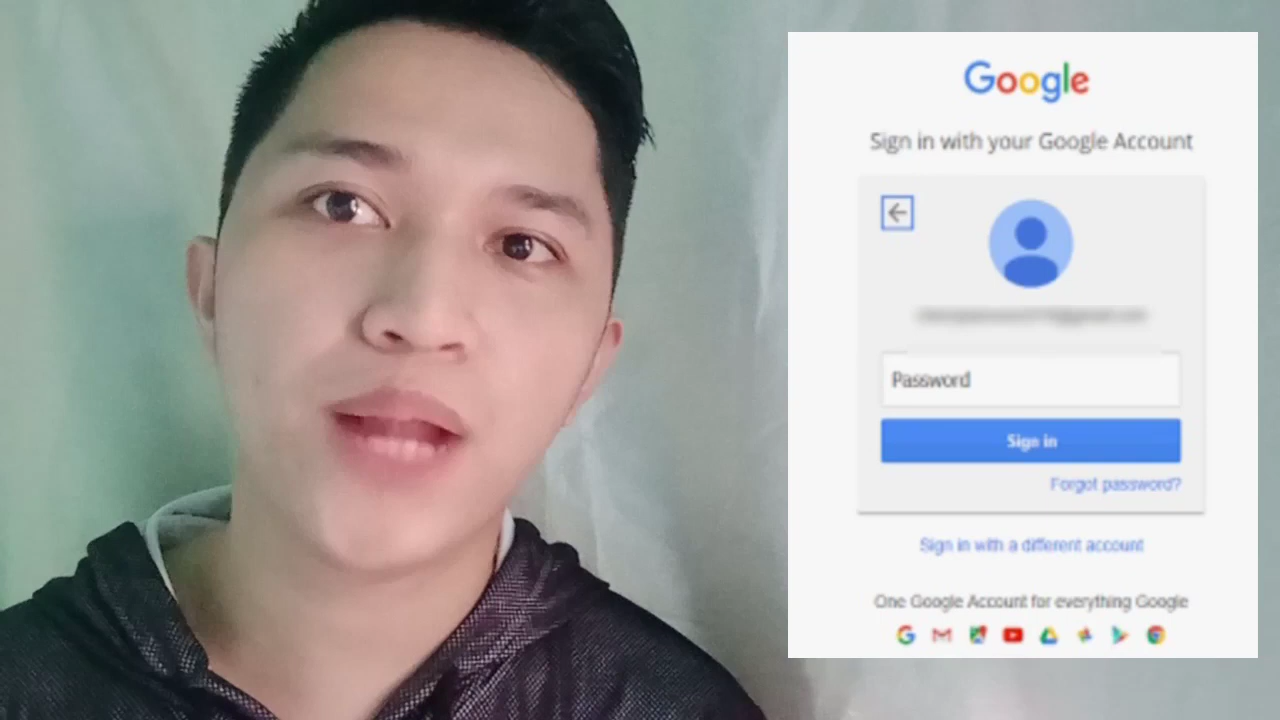 Google
Sign in with your Google Account
Password
Sign in
Forgot password?
Sign in with a different account
One Google Account for everything Google